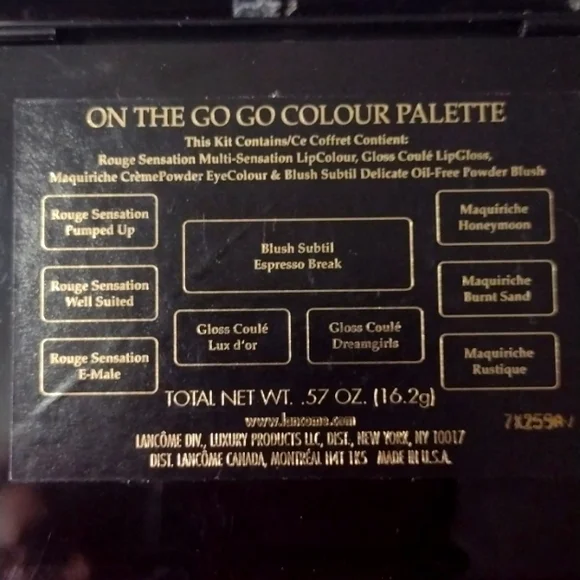 ON THE GO GO COLOUR PALETTE
This Kit Contains/Ce Coffret Contient:
Rouge Sensation Multi-Sensation LipColour, Gloss Coulé LipGloss,
Maquiriche CrèmePowder EyeColour & Blush Subtil Delicate Oil-Free Powder Blush
Rouge Sensation
Pumped Up
Rouge Sensation
Well Suited
Rouge Sensation
E-Male
Blush Subtil
Espresso Break
Gloss Coulé
Lux d'or
Gloss Coulé
Dreamgirls
Maquiriche
Honeymoon
Maquiriche
Burnt Sand
Maquiriche
Rustique
TOTAL NET WT. .57 OZ. (16.2g)
www.lancome.com
LANCÔME DIV., LUXURY PRODUCTS LLC, DIST., NEW YORK, NY 10017
DIST. LANCÔME CANADA, MONTRÉAL H4T 1K5 MADE IN U.S.A.